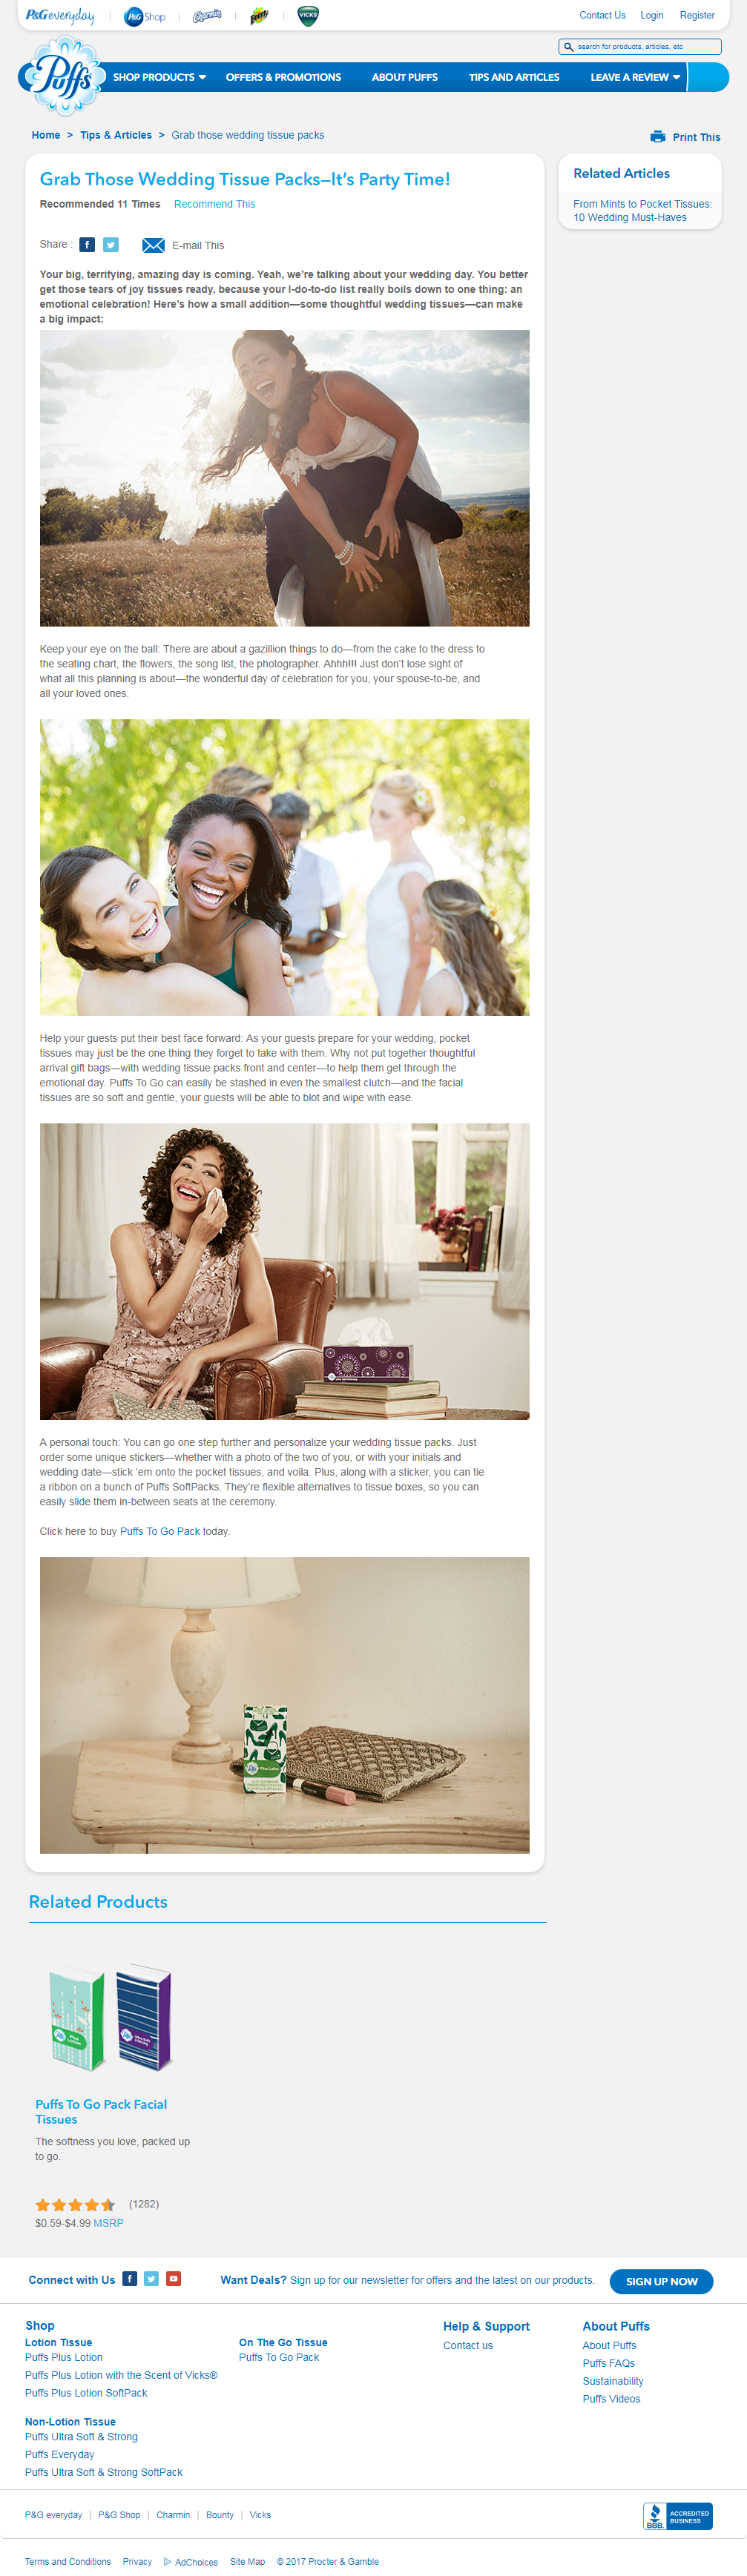 P&G everyday | P&G Shop | Charmin | Bounty | VICKS Contact Us Login Register
search for products, articles, etc
Puffs SHOP PRODUCTS OFFERS & PROMOTIONS ABOUT PUFFS TIPS AND ARTICLES LEAVE A REVIEW
Home > Tips & Articles > Grab those wedding tissue packs
Print This
Grab Those Wedding Tissue Packs—It's Party Time!
Recommended 11 Times Recommend This
Share : E-mail This
Your big, terrifying, amazing day is coming. Yeah, we're talking about your wedding day. You better
get those tears of joy tissues ready, because your I-do-to-do list really boils down to one thing: an
emotional celebration! Here's how a small addition—some thoughtful wedding tissues—can make
a big impact:
Related Articles
From Mints to Pocket Tissues:
10 Wedding Must-Haves
Keep your eye on the ball: There are about a gazillion things to do—from the cake to the dress to
the seating chart, the flowers, the song list, the photographer. Ahhh!!! Just don't lose sight of
what all this planning is about—the wonderful day of celebration for you, your spouse-to-be, and
all your loved ones.
Help your guests put their best face forward: As your guests prepare for your wedding, pocket
tissues may just be the one thing they forget to take with them. Why not put together thoughtful
arrival gift bags—with wedding tissue packs front and center—to help them get through the
emotional day. Puffs To Go can easily be stashed in even the smallest clutch—and the facial
tissues are so soft and gentle, your guests will be able to blot and wipe with ease.
A personal touch: You can go one step further and personalize your wedding tissue packs. Just
order some unique stickers—whether with a photo of the two of you, or with your initials and
wedding date—stick 'em onto the pocket tissues, and voila. Plus, along with a sticker, you can tie
a ribbon on a bunch of Puffs SoftPacks. They're flexible alternatives to tissue boxes, so you can
easily slide them in-between seats at the ceremony.
Click here to buy Puffs To Go Pack today.
Puffs Plus Lotion
Related Products
Puffs Plus Lotion
Puffs Ultra Soft & Strong
Puffs To Go Pack Facial
Tissues
The softness you love, packed up
to go.
(1282)
$0.59-$4.99 MSRP
Connect with Us Want Deals? Sign up for our newsletter for offers and the latest on our products. SIGN UP NOW
Shop
Lotion Tissue
Puffs Plus Lotion
Puffs Plus Lotion with the Scent of Vicks®
Puffs Plus Lotion SoftPack
Non-Lotion Tissue
Puffs Ultra Soft & Strong
Puffs Everyday
Puffs Ultra Soft & Strong SoftPack
On The Go Tissue
Puffs To Go Pack
Help & Support
Contact us
About Puffs
About Puffs
Puffs FAQs
Sustainability
Puffs Videos
P&G everyday | P&G Shop | Charmin | Bounty | Vicks
BBB. ACCREDITED
BUSINESS
Terms and Conditions Privacy AdChoices Site Map © 2017 Procter & Gamble